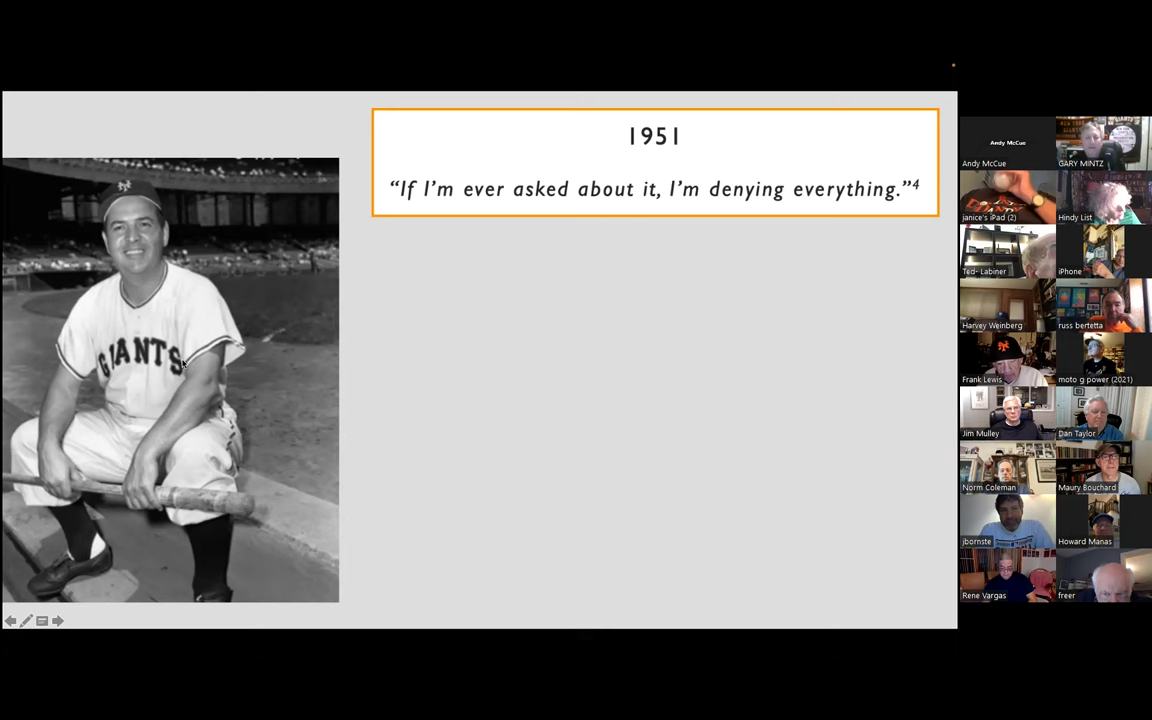 1951
“If I’m ever asked about it, I’m denying everything.”4
GIANTS
Andy McCue
Andy McCue
GARY MINTZ
janice's iPad (2)
Hindy List
Ted- Labiner
iPhone
Harvey Weinberg
russ bertetta
Frank Lewis
moto g power (2021)
Jim Mulley
Dan Taylor
Norm Coleman
Maury Bouchard
jbornste
Howard Manas
Rene Vargas
freer